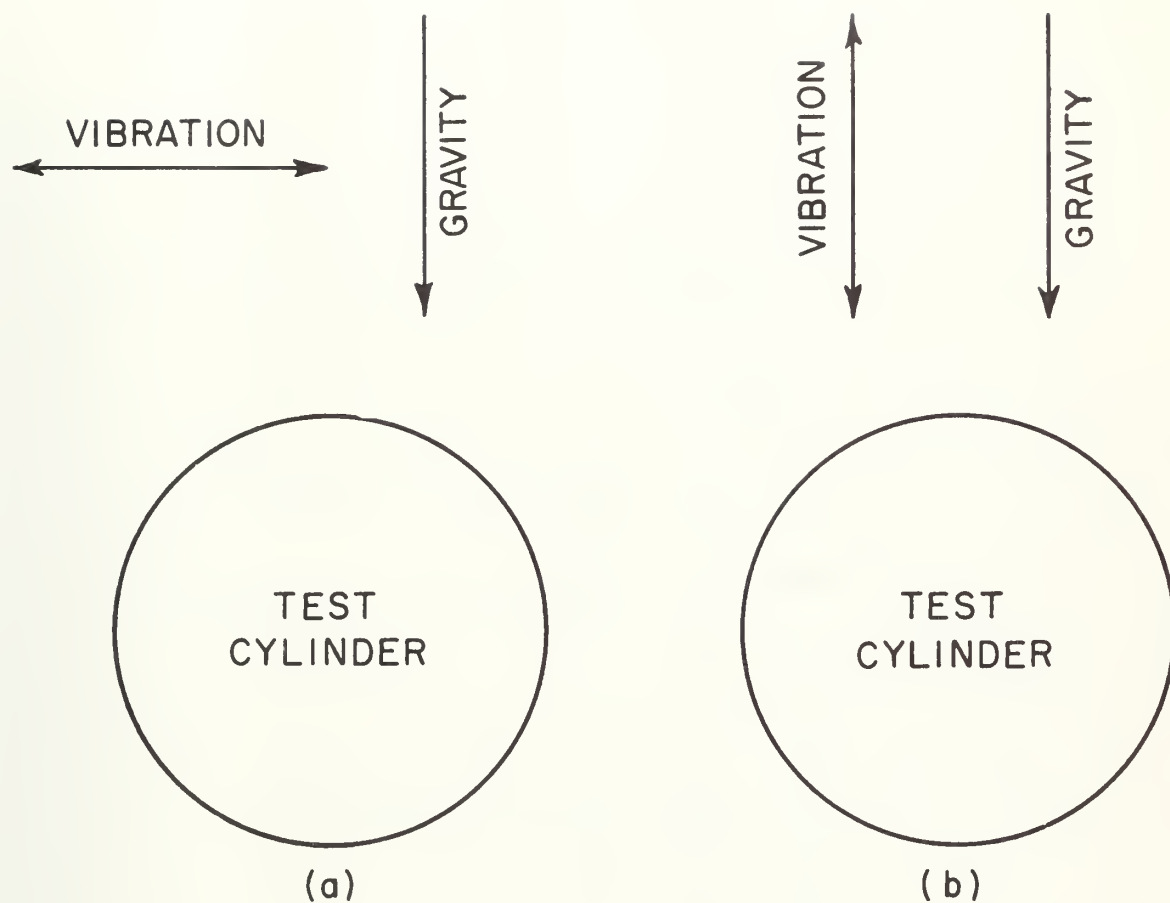 VIBRATION
GRAVITY
TEST
CYLINDER
(a)
VIBRATION
GRAVITY
TEST
CYLINDER
(b)